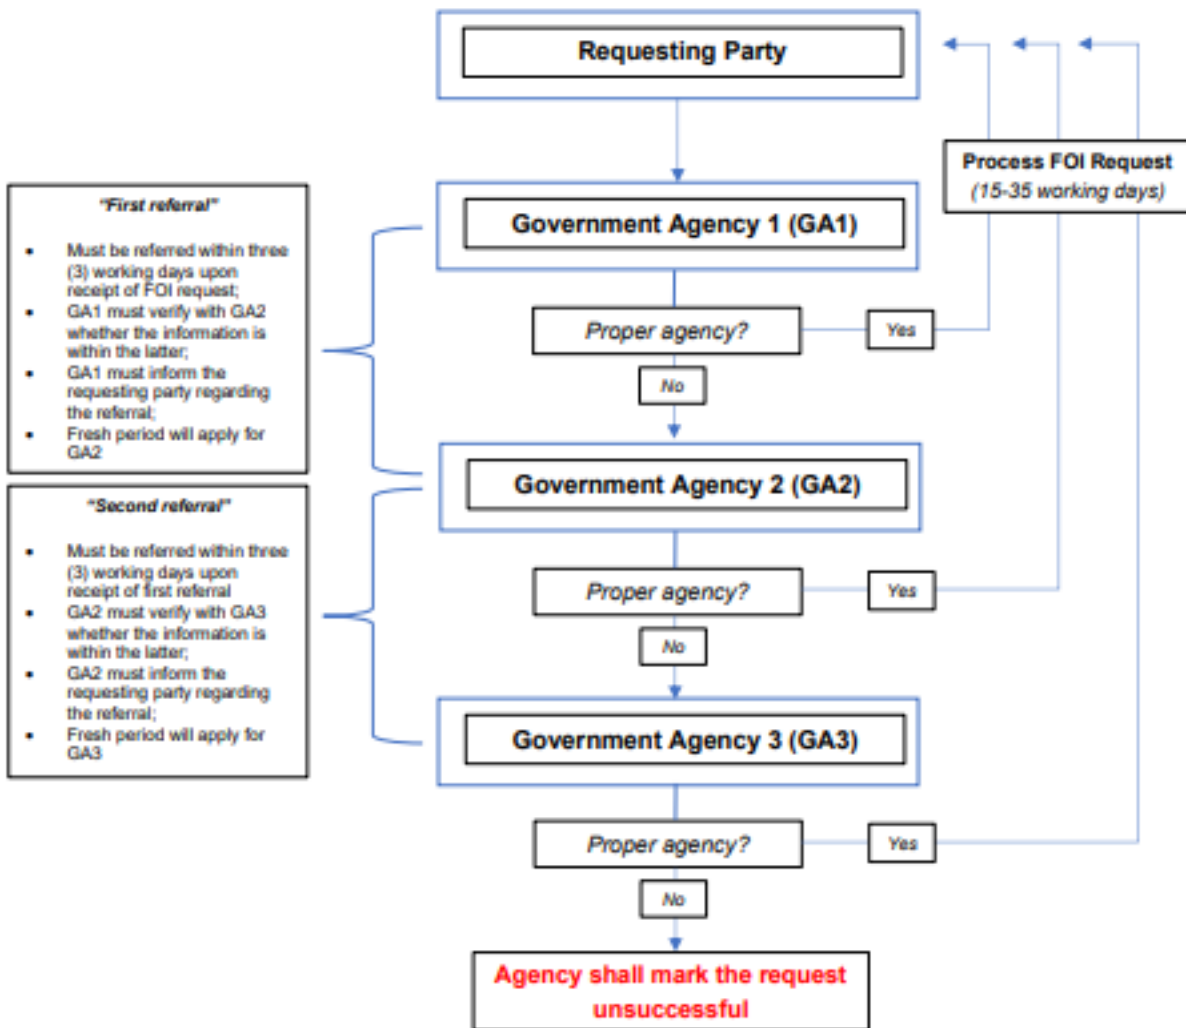 Requesting Party
Process FOI Request
(15-35 working days)
"First referral"
• Must be referred within three
(3) working days upon
receipt of FOI request;
• GA1 must verify with GA2
whether the information is
within the latter;
• GA1 must inform the
requesting party regarding
the referral;
• Fresh period will apply for
GA2
Government Agency 1 (GA1)
Proper agency?
Yes
No
Government Agency 2 (GA2)
"Second referral"
• Must be referred within three
(3) working days upon
receipt of first referral
• GA2 must verify with GA3
whether the information is
within the latter;
• GA2 must inform the
requesting party regarding
the referral;
• Fresh period will apply for
GA3
Proper agency?
Yes
No
Government Agency 3 (GA3)
Proper agency?
Yes
No
Agency shall mark the request
unsuccessful